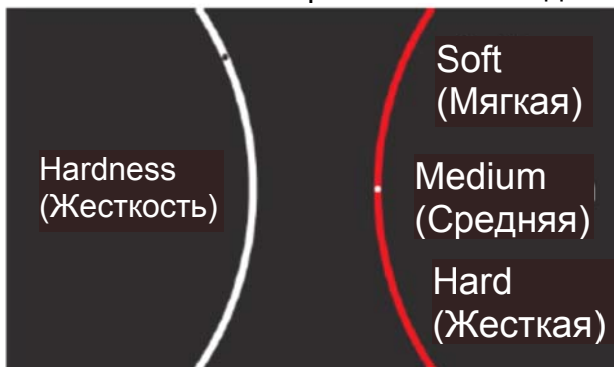 Hardness
(Жесткость)
Soft
(Мягкая)
Medium
(Средняя)
Hard
(Жесткая)